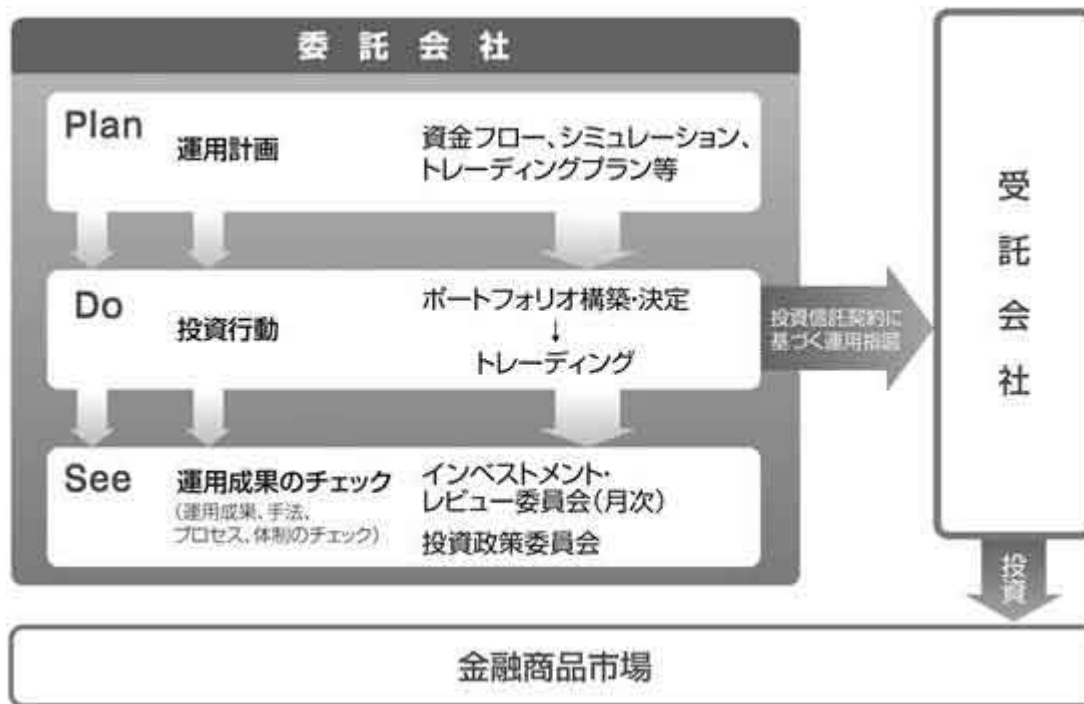 委託会社
Plan
運用計画
資金フロー、シミュレーション、
トレーディングプラン等
Do
投資行動
ポートフォリオ構築・決定
↓
トレーディング
投資信託契約に
基づく運用指図
See
運用成果のチェック
(運用成果、手法、
プロセス、体制のチェック)
インベストメント・
レビュー委員会(月次)
投資政策委員会
受託会社
投資
金融商品市場